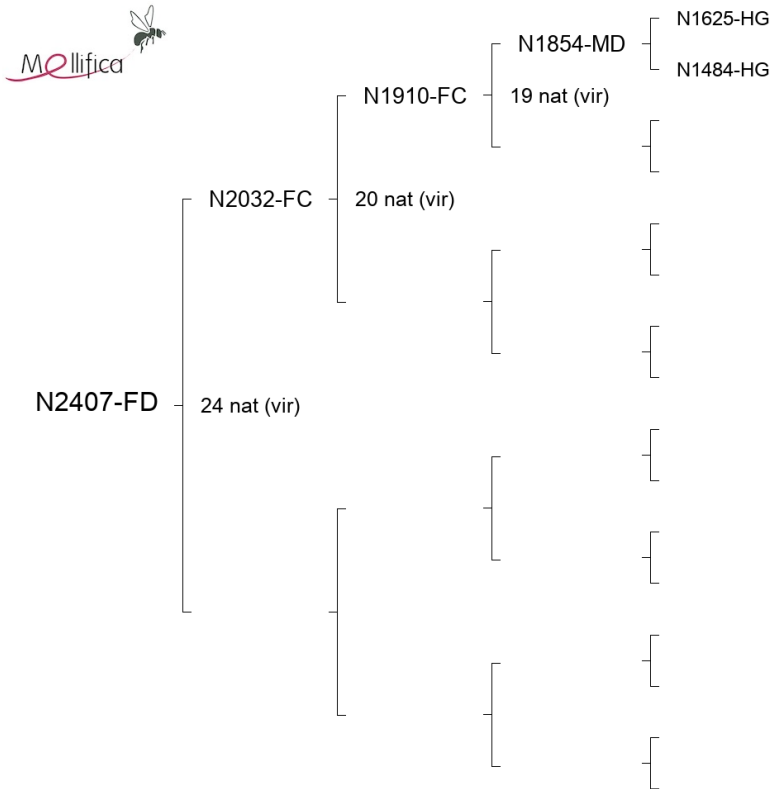 Mellifica
N1625-HG
N1854-MD
N1484-HG
N1910-FC
19 nat (vir)
N2032-FC
20 nat (vir)
N2407-FD
24 nat (vir)